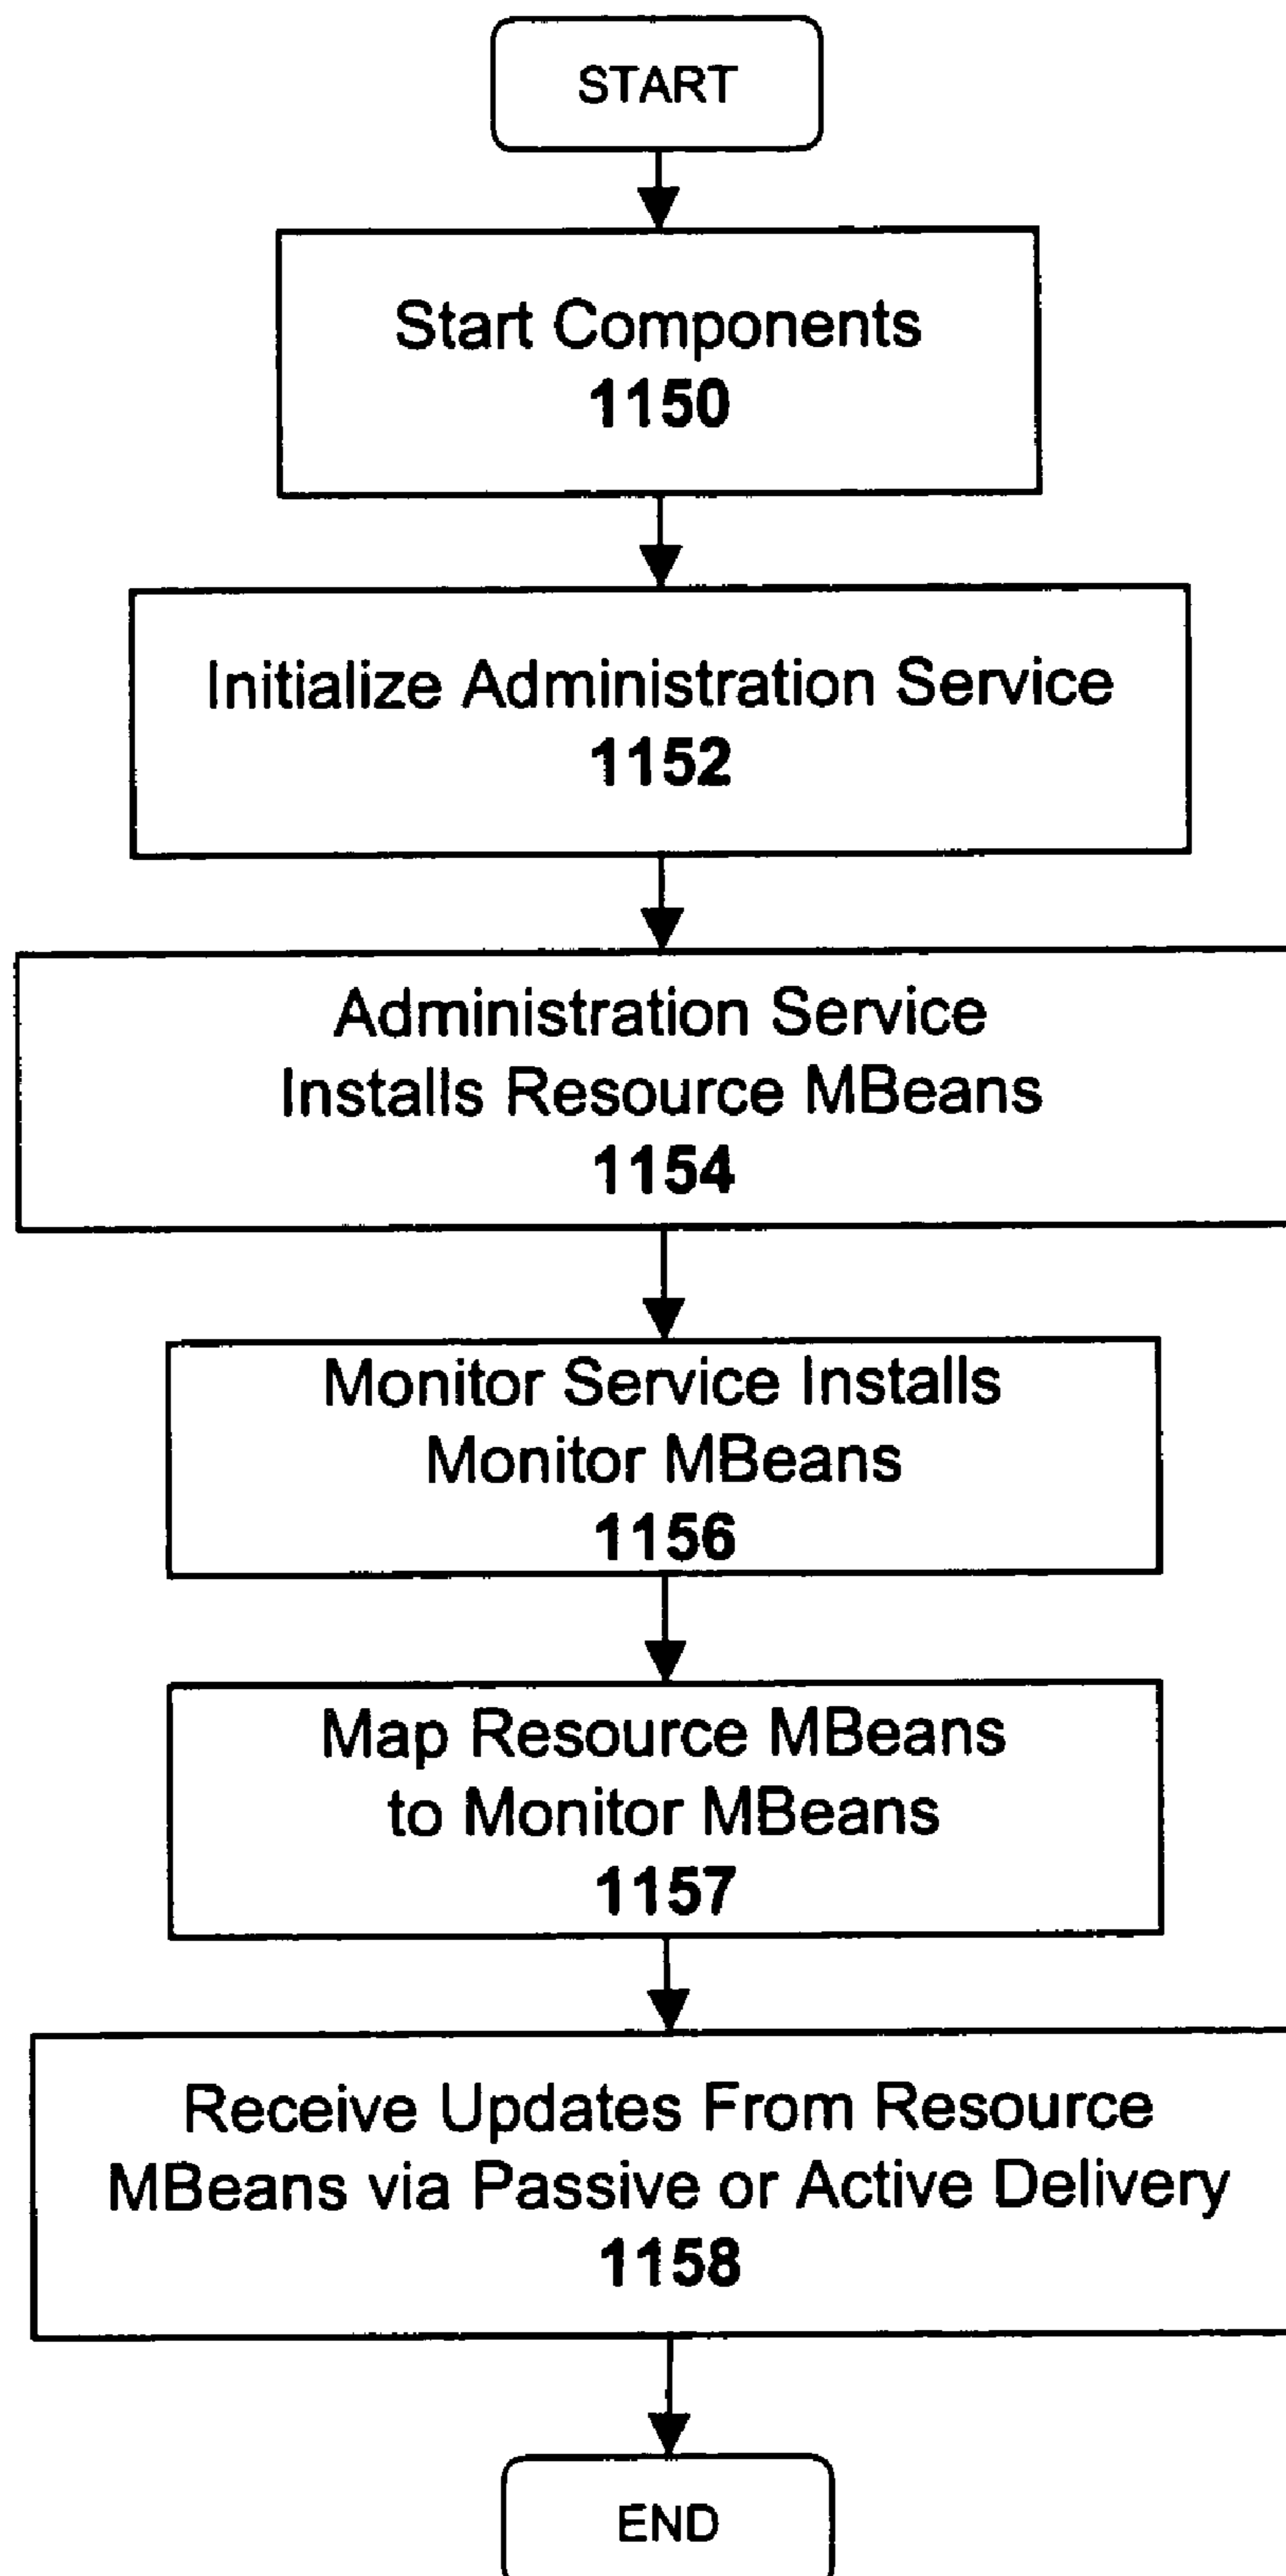 START
Start Components
1150
Initialize Administration Service
1152
Administration Service
Installs Resource MBeans
1154
Monitor Service Installs
Monitor MBeans
1156
Map Resource MBeans
to Monitor MBeans
1157
Receive Updates From Resource
MBeans via Passive or Active Delivery
1158
END